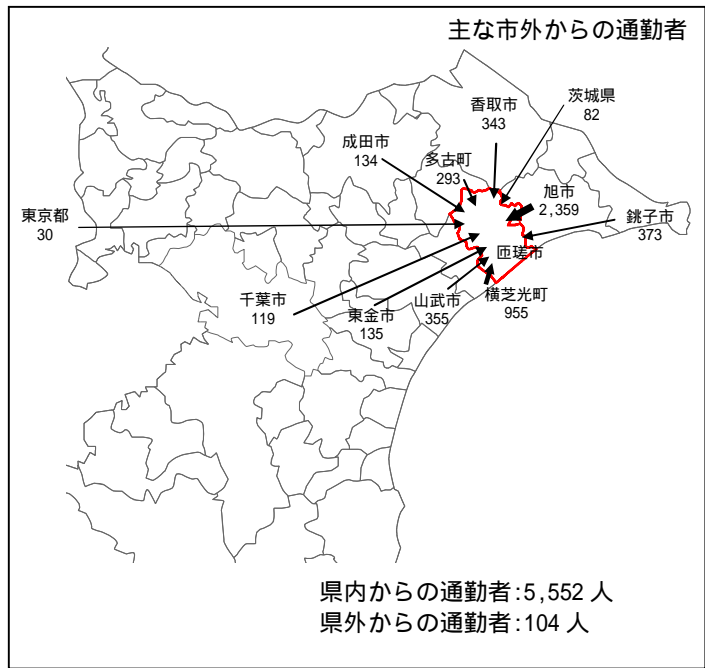 主な市外からの通勤者
茨城県
82
香取市
343
成田市
134
多古町
293
旭市
2,359
東京都
30
銚子市
373
匝瑳市
千葉市
119
東金市
135
山武市
355
横芝光町
955
県内からの通勤者:5,552 人
県外からの通勤者:104 人